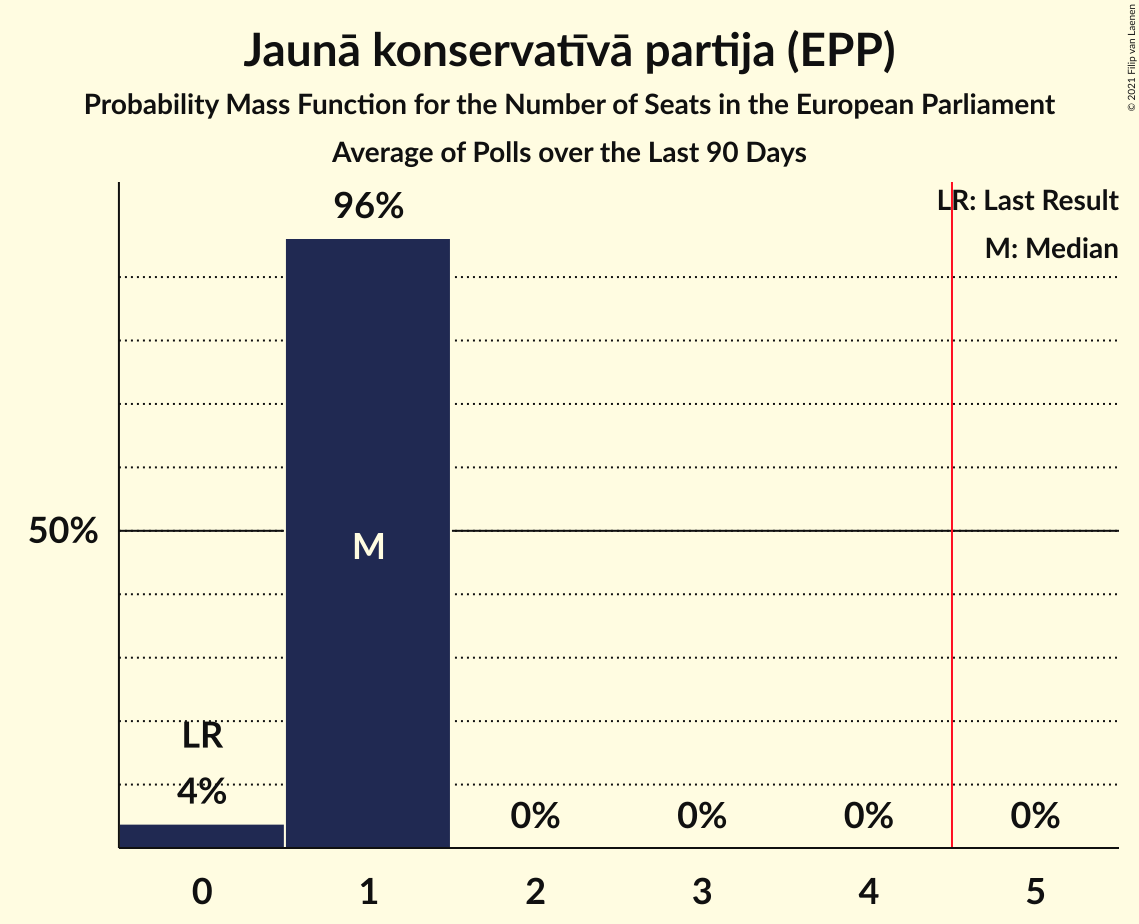 Jaunā konservatīvā partija (EPP)
Probability Mass Function for the Number of Seats in the European Parliament
Average of Polls over the Last 90 Days
© 2021 Filip van Laenen
96%
LR: Last Result
M: Median
50%
M
LR
4%
0%
0%
0%
0%
0
1
2
3
4
5